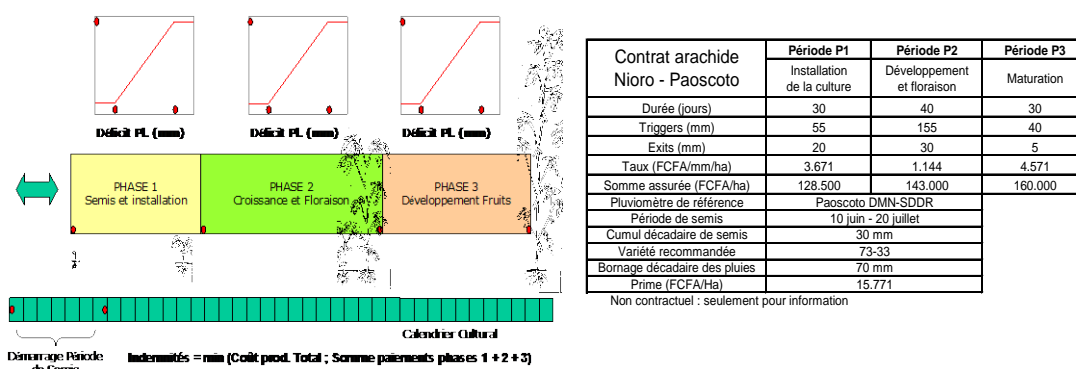 Déficit Pl. (mm)
Déficit Pl. (mm)
Déficit Pl. (mm)
PHASE 1
Semis et installation
PHASE 2
Croissance et Floraison
PHASE 3
Développement Fruits
Calendrier Cultural
Démarrage Période
de Semis
Indemnités = min (Coût prod. Total ; Somme paiements phases 1 + 2 + 3)
Contrat arachide
Nioro - Paoscoto
Période P1 Période P2 Période P3
Installation
de la culture
Développement
et floraison
Maturation
Durée (jours) 30 40 30
Triggers (mm) 55 155 40
Exits (mm) 20 30 5
Taux (FCFA/mm/ha) 3.671 1.144 4.571
Somme assurée (FCFA/ha) 128.500 143.000 160.000
Pluviomètre de référence Paoscoto DMN-SDDR
Période de semis 10 juin - 20 juillet
Cumul décadaire de semis 30 mm
Variété recommandée 73-33
Bornage décadaire des pluies 70 mm
Prime (FCFA/Ha) 15.771
Non contractuel : seulement pour information